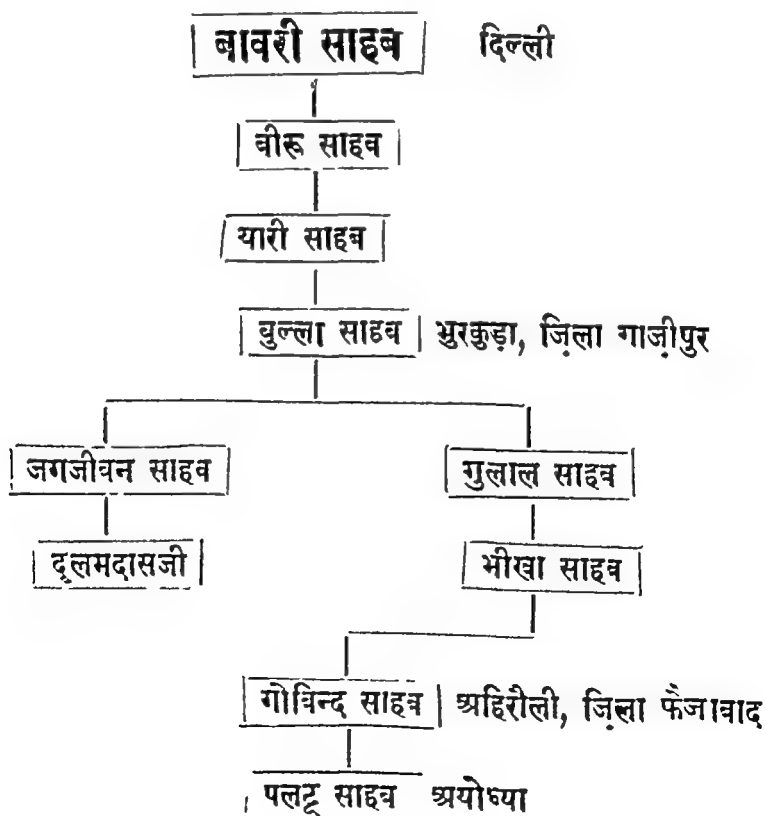 बावरी साहब दिल्ली
बीरू साहब
यारी साहब
बुल्ला साहब भुरकुड़ा, ज़िला गाज़ीपुर
जगजीवन साहब गुलाल साहब
दूलमदासजी भीखा साहब
गोविन्द साहब अहिरौली, ज़िला फैजाबाद
पलटू साहब अयोध्या